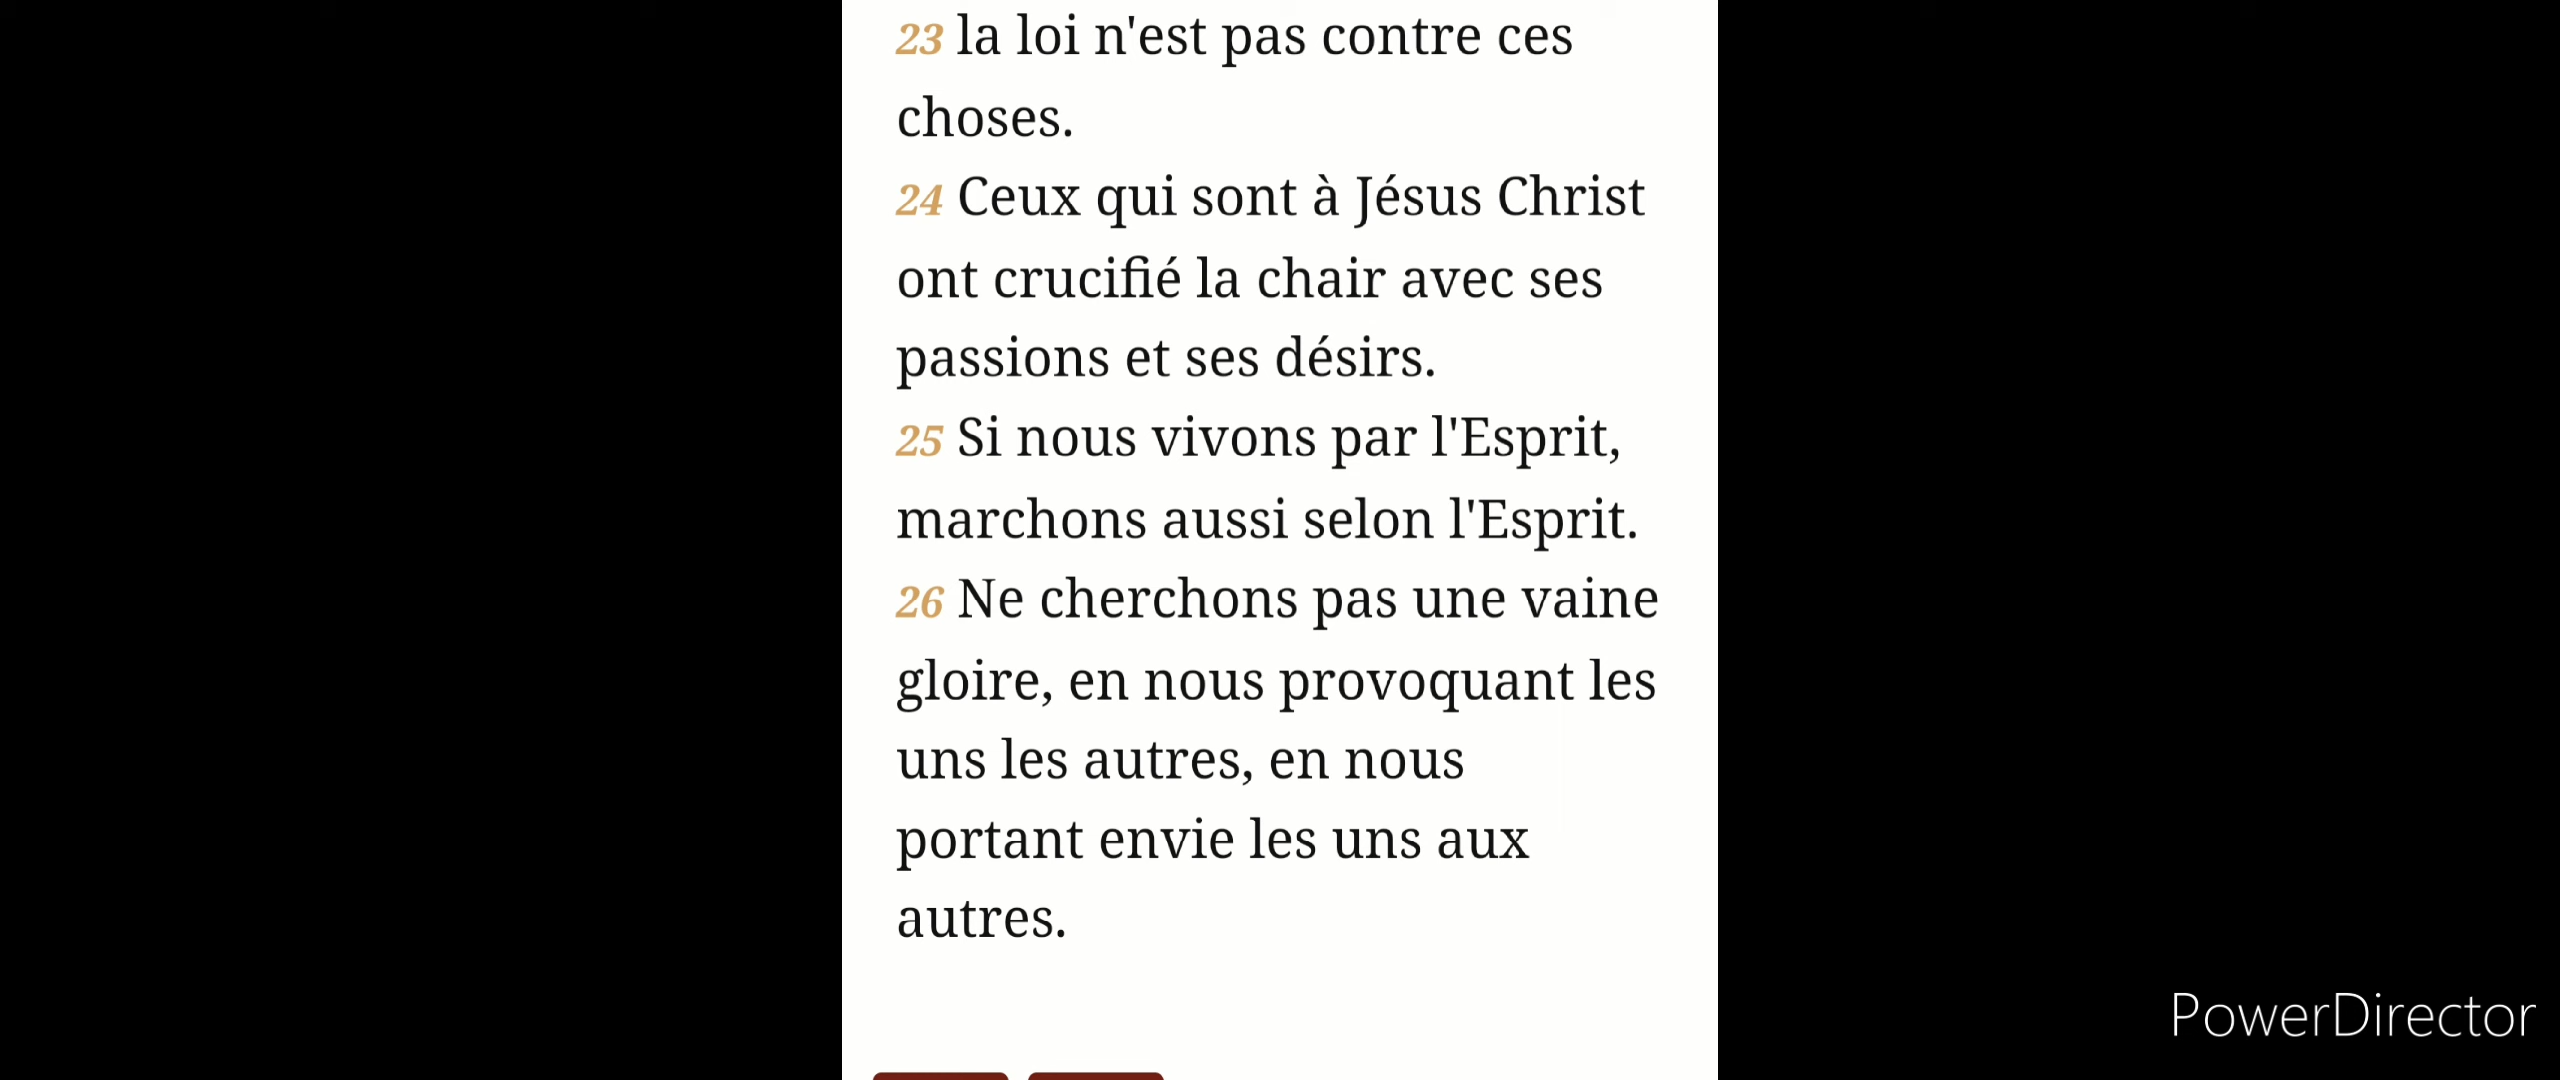 23 la loi n'est pas contre ces
choses.
24 Ceux qui sont à Jésus Christ
ont crucifié la chair avec ses
passions et ses désirs.
25 Si nous vivons par l'Esprit,
marchons aussi selon l'Esprit.
26 Ne cherchons pas une vaine
gloire, en nous provoquant les
uns les autres, en nous
portant envie les uns aux
autres.
PowerDirector